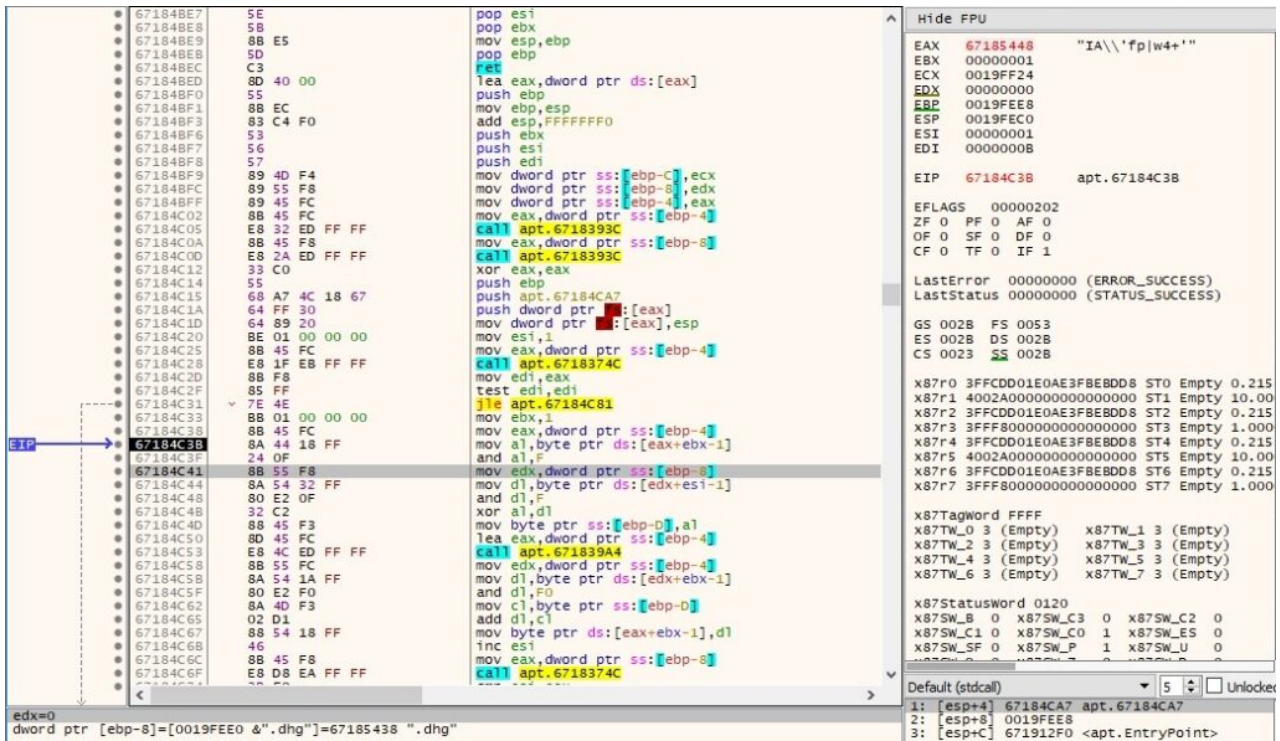 67184BE7 5E pop esi
67184BE8 5B pop ebx
67184BE9 8B E5 mov esp,ebp
67184BEB 5D pop ebp
67184BEC C3 ret
67184BED 8D 40 00 lea eax,dword ptr ds:[eax]
67184BF0 55 push ebp
67184BF1 8B EC mov ebp,esp
67184BF3 83 C4 F0 add esp,FFFFFFF0
67184BF6 53 push ebx
67184BF7 56 push esi
67184BF8 57 push edi
67184BF9 89 4D F4 mov dword ptr ss:[ebp-C],ecx
67184BFC 89 55 F8 mov dword ptr ss:[ebp-8],edx
67184BFF 89 45 FC mov dword ptr ss:[ebp-4],eax
67184C02 8B 45 FC mov eax,dword ptr ss:[ebp-4]
67184C05 E8 32 ED FF FF call apt.6718393C
67184C0A 8B 45 F8 mov eax,dword ptr ss:[ebp-8]
67184C0D E8 2A ED FF FF call apt.6718393C
67184C12 33 C0 xor eax,eax
67184C14 55 push ebp
67184C15 68 A7 4C 18 67 push apt.67184CA7
67184C1A 64 FF 30 push dword ptr fs:[eax]
67184C1D 64 89 20 mov dword ptr fs:[eax],esp
67184C20 BE 01 00 00 00 mov esi,1
67184C25 8B 45 FC mov eax,dword ptr ss:[ebp-4]
67184C28 E8 1F EB FF FF call apt.6718374C
67184C2D 8B F8 mov edi,eax
67184C2F 85 FF test edi,edi
67184C31 7E 4E jle apt.67184C81
67184C33 BB 01 00 00 00 mov ebx,1
67184C38 8B 45 FC mov eax,dword ptr ss:[ebp-4]
EIP 67184C3B 8A 44 18 FF mov al,byte ptr ds:[eax+ebx-1]
67184C3F 24 0F and al,F
67184C41 8B 55 F8 mov edx,dword ptr ss:[ebp-8]
67184C44 8A 54 32 FF mov dl,byte ptr ds:[edx+esi-1]
67184C48 80 E2 0F and dl,F
67184C4B 32 C2 xor al,dl
67184C4D 88 45 F3 mov byte ptr ss:[ebp-D],al
67184C50 8D 45 FC lea eax,dword ptr ss:[ebp-4]
67184C53 E8 4C ED FF FF call apt.671839A4
67184C58 8B 55 FC mov edx,dword ptr ss:[ebp-4]
67184C5B 8A 54 1A FF mov dl,byte ptr ds:[edx+ebx-1]
67184C5F 80 E2 F0 and dl,F0
67184C62 8A 4D F3 mov cl,byte ptr ss:[ebp-D]
67184C65 02 D1 add dl,cl
67184C67 88 54 18 FF mov byte ptr ds:[eax+ebx-1],dl
67184C6B 46 inc esi
67184C6C 8B 45 F8 mov eax,dword ptr ss:[ebp-8]
67184C6F E8 D8 EA FF FF call apt.6718374C
edx=0
dword ptr [ebp-8]=[0019FEE0 &".dhg"]=67185438 ".dhg"
Hide FPU
EAX 67185448 "IA\\'fp|w4+'"
EBX 00000001
ECX 0019FF24
EDX 00000000
EBP 0019FEE8
ESP 0019FEC0
ESI 00000001
EDI 0000000B
EIP 67184C3B apt.67184C3B
EFLAGS 00000202
ZF 0 PF 0 AF 0
OF 0 SF 0 DF 0
CF 0 TF 0 IF 1
LastError 00000000 (ERROR_SUCCESS)
LastStatus 00000000 (STATUS_SUCCESS)
GS 002B FS 0053
ES 002B DS 002B
CS 0023 SS 002B
x87r0 3FFCDD01E0AE3FBEBDD8 ST0 Empty 0.215
x87r1 4002A000000000000000 ST1 Empty 10.00
x87r2 3FFCDD01E0AE3FBEBDD8 ST2 Empty 0.215
x87r3 3FFF8000000000000000 ST3 Empty 1.000
x87r4 3FFCDD01E0AE3FBEBDD8 ST4 Empty 0.215
x87r5 4002A000000000000000 ST5 Empty 10.00
x87r6 3FFCDD01E0AE3FBEBDD8 ST6 Empty 0.215
x87r7 3FFF8000000000000000 ST7 Empty 1.000
x87TagWord FFFF
x87TW_0 3 (Empty) x87TW_1 3 (Empty)
x87TW_2 3 (Empty) x87TW_3 3 (Empty)
x87TW_4 3 (Empty) x87TW_5 3 (Empty)
x87TW_6 3 (Empty) x87TW_7 3 (Empty)
x87StatusWord 0120
x87SW_B 0 x87SW_C3 0 x87SW_C2 0
x87SW_C1 0 x87SW_C0 1 x87SW_ES 0
x87SW_SF 0 x87SW_P 1 x87SW_U 0
Default (stdcall) 5 Unlocked
1: [esp+4] 67184CA7 apt.67184CA7
2: [esp+8] 0019FEE8
3: [esp+C] 671912F0 <apt.EntryPoint>